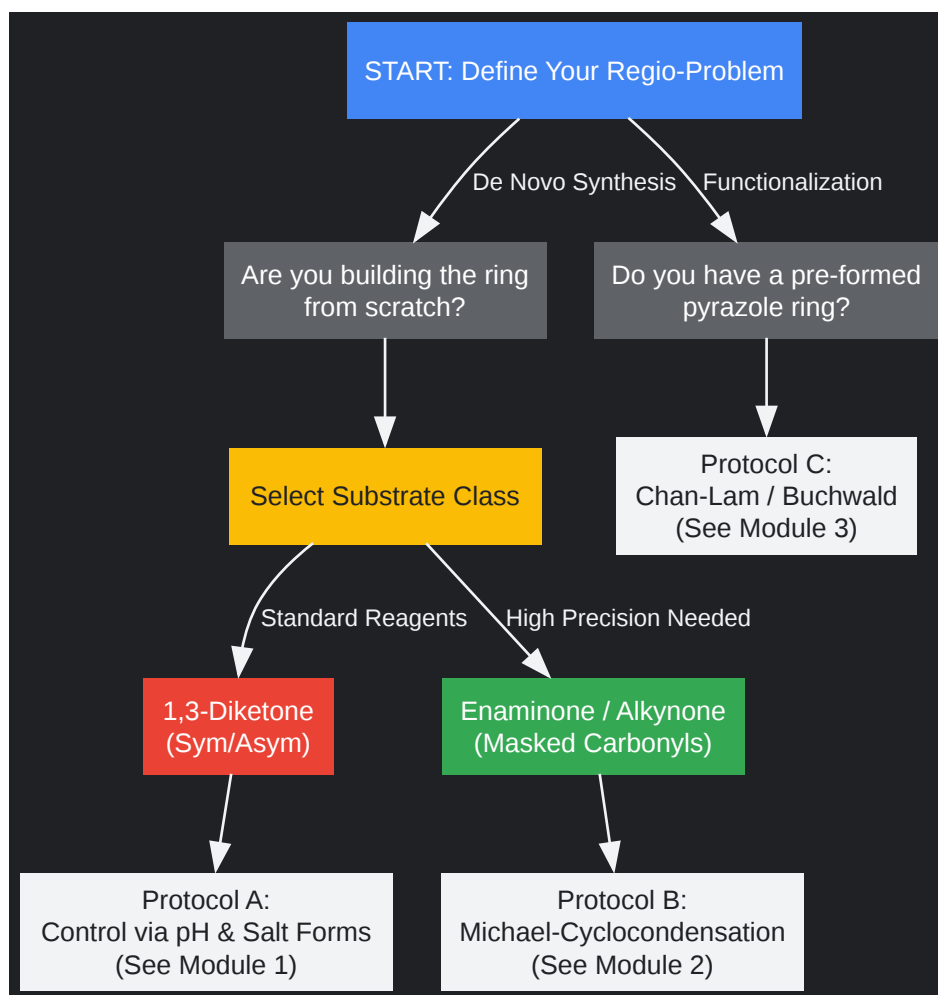 START: Define Your Regio-Problem
De Novo Synthesis
Functionalization
Are you building the ring
from scratch?
Do you have a pre-formed
pyrazole ring?
Select Substrate Class
Protocol C:
Chan-Lam / Buchwald
(See Module 3)
Standard Reagents
High Precision Needed
1,3-Diketone
(Sym/Asym)
Enaminone / Alkynone
(Masked Carbonyls)
Protocol A:
Control via pH & Salt Forms
(See Module 1)
Protocol B:
Michael-Cyclocondensation
(See Module 2)